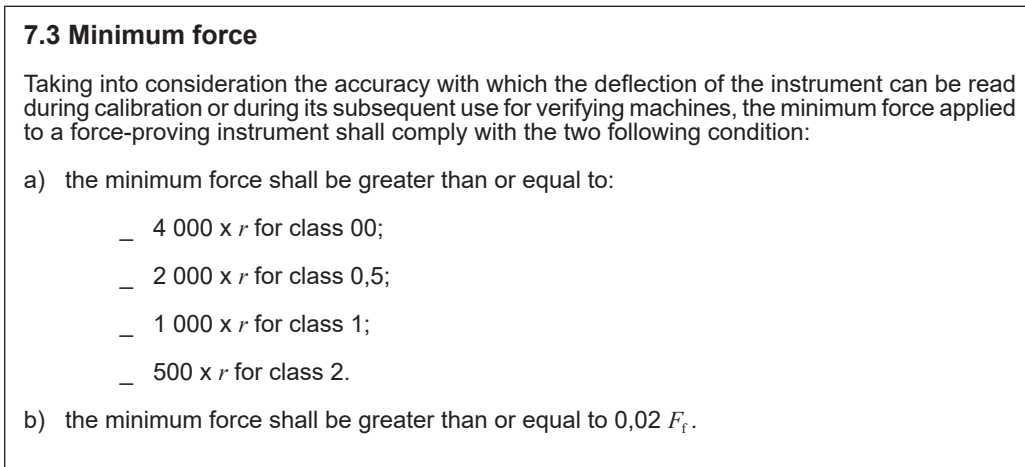 7.3 Minimum force
Taking into consideration the accuracy with which the deflection of the instrument can be read
during calibration or during its subsequent use for verifying machines, the minimum force applied
to a force-proving instrument shall comply with the two following condition:
a) the minimum force shall be greater than or equal to:
_ 4 000 x r for class 00;
_ 2 000 x r for class 0,5;
_ 1 000 x r for class 1;
_ 500 x r for class 2.
b) the minimum force shall be greater than or equal to 0,02 Ff.